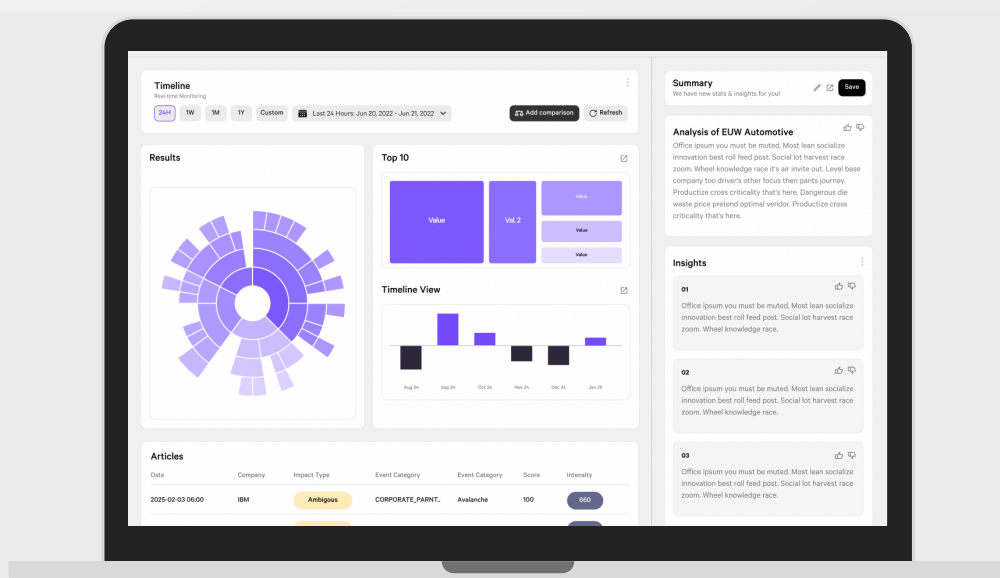 Timeline
Real-time Monitoring
24H 1W 1M 1Y Custom Last 24 Hours: Jun 20, 2022 - Jun 21, 2022 Add comparison Refresh
Results
Top 10
Value
Val. 2
Value
Value
Value
Timeline View
Aug 24 Sep 24 Oct 24 Nov 24 Dec 24 Jan 25
Articles
Date Company Impact Type Event Category Event Category Score Intensity
2025-02-03 06:00 IBM Ambigous CORPORATE_PARNT.. Avalanche 100 660
Summary
We have new stats & insights for you!
Save
Analysis of EUW Automotive
Office ipsum you must be muted. Most lean socialize
innovation best roll feed post. Social lot harvest race
zoom. Wheel knowledge race it's air invite out. Level base
company too driver's other focus then pants journey.
Productize cross criticality that's here. Dangerous die
waste price pretend optimal vendor. Productize cross
criticality that's here.
Insights
01
Office ipsum you must be muted. Most lean socialize
innovation best roll feed post. Social lot harvest race
zoom. Wheel knowledge race.
02
Office ipsum you must be muted. Most lean socialize
innovation best roll feed post. Social lot harvest race
zoom. Wheel knowledge race.
03
Office ipsum you must be muted. Most lean socialize
innovation best roll feed post. Social lot harvest race
zoom. Wheel knowledge race.